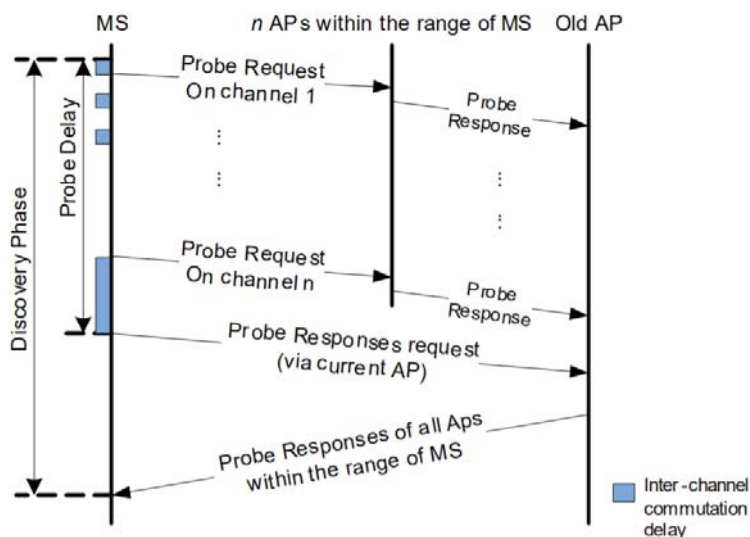 MS
n APs within the range of MS
Old AP
Probe Request
On channel 1
Probe
Response
Probe Delay
Discovery Phase
Probe Request
On channel n
Probe
Response
Probe Responses request
(via current AP)
Probe Responses of all Aps
within the range of MS
Inter-channel
commutation
delay